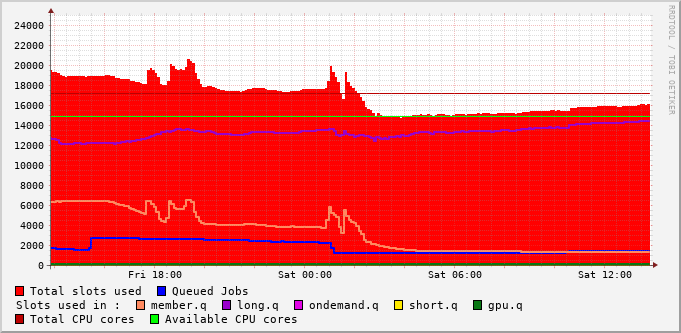 24000
22000
20000
18000
16000
14000
12000
10000
8000
6000
4000
2000
0
Fri 18:00 Sat 00:00 Sat 06:00 Sat 12:00
RRDTOOL / TOBI OETIKER
Total slots used Queued Jobs
Slots used in : member.q long.q ondemand.q short.q gpu.q
Total CPU cores Available CPU cores